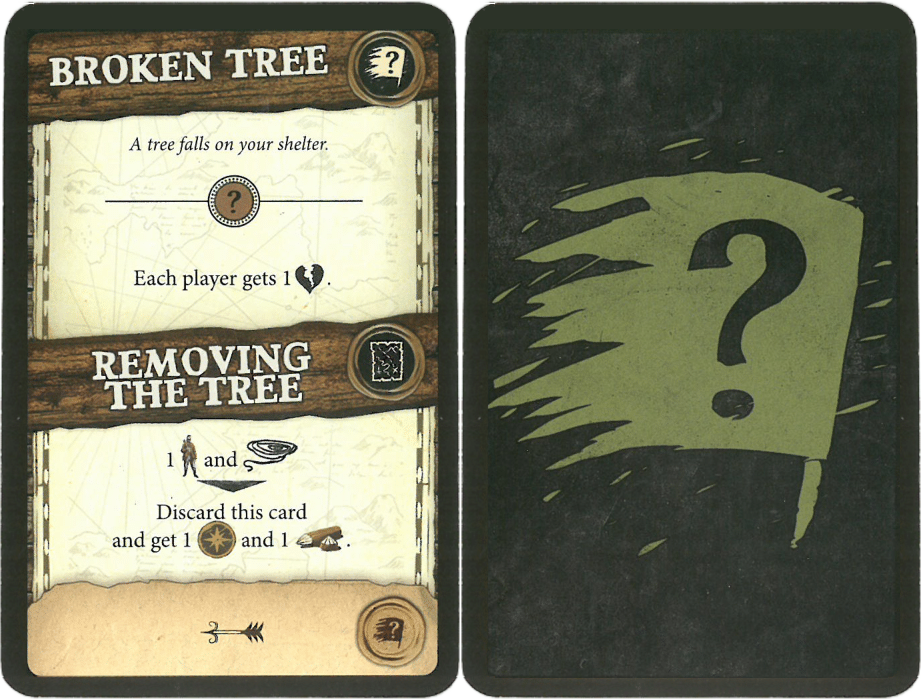 BROKEN TREE
?
A tree falls on your shelter.
?
Each player gets 1 .
REMOVING
THE TREE
1 and
Discard this card
and get 1 and 1 .
?
?